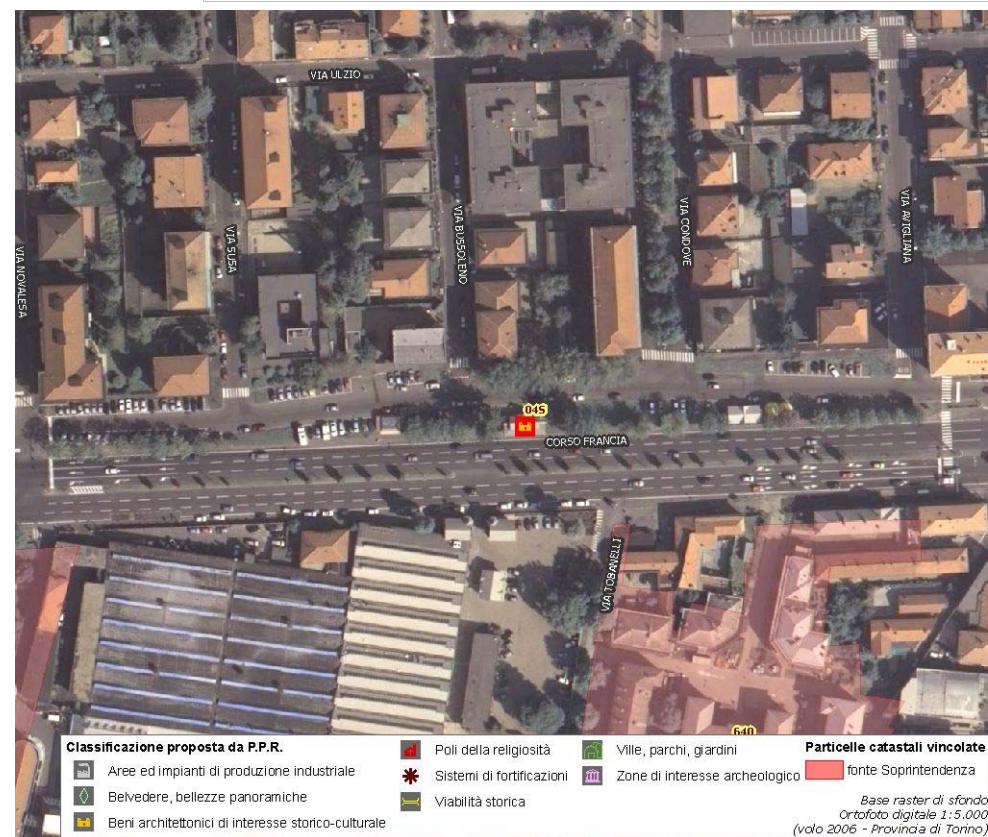 VIA ULZIO
VIA NOVALESA
VIA SUSA
VIA BUSSOLENO
VIA CONDOVE
VIA AVIGLIANA
04S
CORSO FRANCIA
VIA TOBANELLI
640
Classificazione proposta da P.P.R.
Aree ed impianti di produzione industriale
Belvedere, bellezze panoramiche
Beni architettonici di interesse storico-culturale
Poli della religiosità
Sistemi di fortificazioni
Viabilità storica
Ville, parchi, giardini
Zone di interesse archeologico
Particelle catastali vincolate
fonte Soprintendenza
Base raster di sfondo
Ortofoto digitale 1:5.000
(volo 2006 - Provincia di Torino)